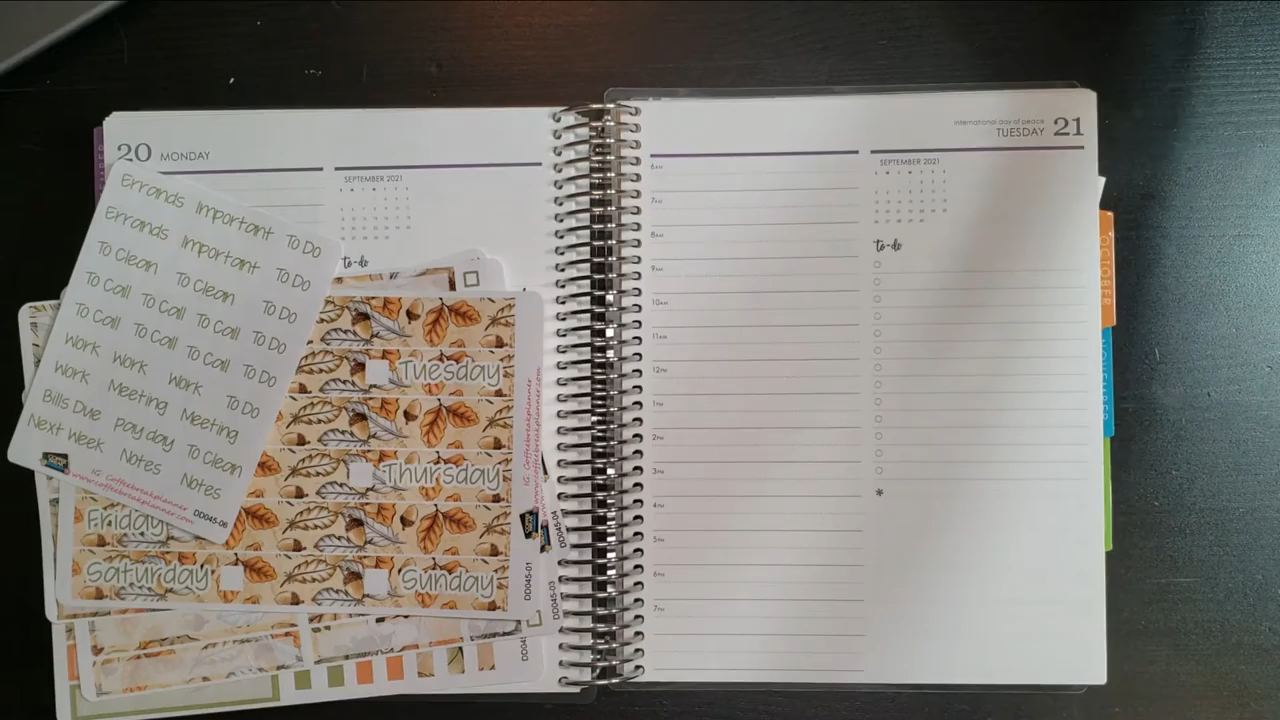 20 MONDAY
SEPTEMBER 2021
to-do
Errands Important To Do
Errands Important To Do
To Clean To Clean To Do
To Call To Call To Call To Do
To Call To Call To Call To Do
Work Work Work To Do
Work Meeting Meeting
Bills Due Pay day To Clean
Next Week Notes Notes
IG: Coffeebreakplanner
www.coffeebreakplanner.com
DD045-06
Tuesday
Thursday
Friday
Saturday Sunday
IG: Coffeebreakplanner
www.coffeebreakplanner.com
DD045-01
DD045-04
DD045-03
DD045
international day of peace
TUESDAY 21
SEPTEMBER 2021
6AM
7AM
8AM
9AM
10AM
11AM
12PM
1PM
2PM
3PM
4PM
5PM
6PM
7PM
to-do
*
OCTOBER
NOVEMBER